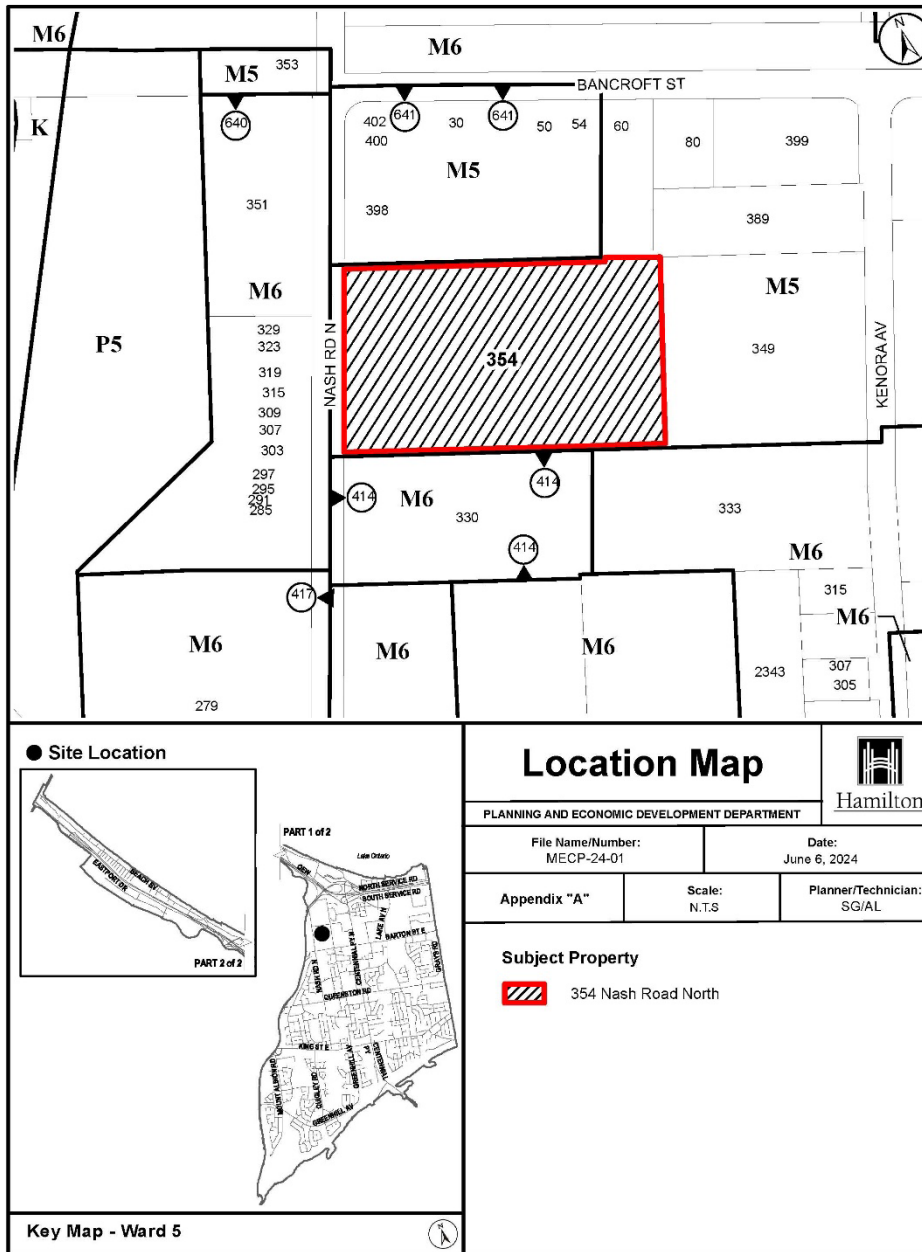 M6
M6
N
M5
353
BANCROFT ST
K
640
402
641
30
641
50
54
60
80
399
400
M5
351
398
389
M6
M5
P5
329
323
319
315
309
307
303
297
295
291
285
NASH RD N
354
349
KENORA AV
414
M6
330
414
333
414
M6
417
315
M6
M6
M6
M6
2343
307
305
279
Site Location
BEACH BV
EASTPORT DR
PART 2 of 2
PART 1 of 2
Lake Ontario
QEW
NORTH SERVICE RD
SOUTH SERVICE RD
LAKE AV N
BARTON ST E
CENTENNIAL PY N
NASH RD N
GRAYS RD
QUEENSTON RD
KING ST E
MOUNT ALBION RD
QUIGLEY RD
GREENHILL AV
GREENHILL AV
Key Map - Ward 5
N
Location Map
Hamilton
PLANNING AND ECONOMIC DEVELOPMENT DEPARTMENT
File Name/Number:
MECP-24-01
Date:
June 6, 2024
Appendix "A"
Scale:
N.T.S
Planner/Technician:
SG/AL
Subject Property
354 Nash Road North